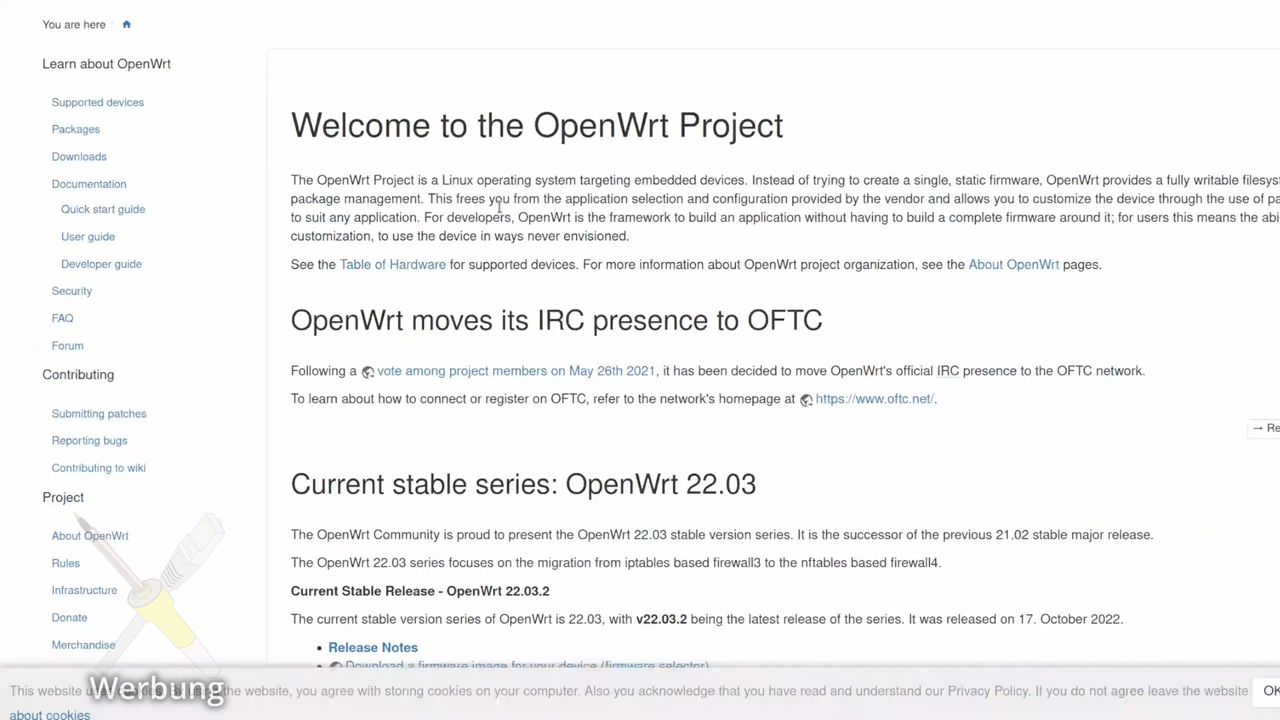 You are here
Learn about OpenWrt
Supported devices
Packages
Downloads
Documentation
Quick start guide
User guide
Developer guide
Security
FAQ
Forum
Contributing
Submitting patches
Reporting bugs
Contributing to wiki
Project
About OpenWrt
Rules
Infrastructure
Donate
Merchandise
Welcome to the OpenWrt Project
The OpenWrt Project is a Linux operating system targeting embedded devices. Instead of trying to create a single, static firmware, OpenWrt provides a fully writable filesys
package management. This frees you from the application selection and configuration provided by the vendor and allows you to customize the device through the use of pa
to suit any application. For developers, OpenWrt is the framework to build an application without having to build a complete firmware around it; for users this means the abi
customization, to use the device in ways never envisioned.
See the Table of Hardware for supported devices. For more information about OpenWrt project organization, see the About OpenWrt pages.
OpenWrt moves its IRC presence to OFTC
Following a vote among project members on May 26th 2021, it has been decided to move OpenWrt's official IRC presence to the OFTC network.
To learn about how to connect or register on OFTC, refer to the network's homepage at https://www.oftc.net/.
→ Re
Current stable series: OpenWrt 22.03
The OpenWrt Community is proud to present the OpenWrt 22.03 stable version series. It is the successor of the previous 21.02 stable major release.
The OpenWrt 22.03 series focuses on the migration from iptables based firewall3 to the nftables based firewall4.
Current Stable Release - OpenWrt 22.03.2
The current stable version series of OpenWrt is 22.03, with v22.03.2 being the latest release of the series. It was released on 17. October 2022.
• Release Notes
• Download a firmware image for your device (firmware selector)
This website the website, you agree with storing cookies on your computer. Also you acknowledge that you have read and understand our Privacy Policy. If you do not agree leave the website
OK
about cookies
Werbung